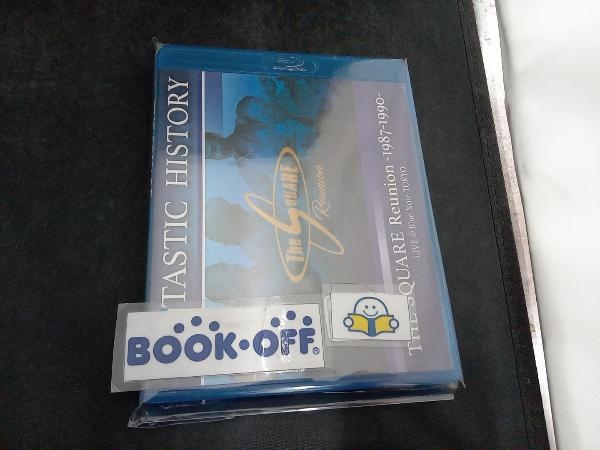 TASTIC HISTORY
The SQUARE
Reunion
THE SQUARE Reunion -1987-1990-
LIVE @ Blue Note TOKYO
BOOK·OFF